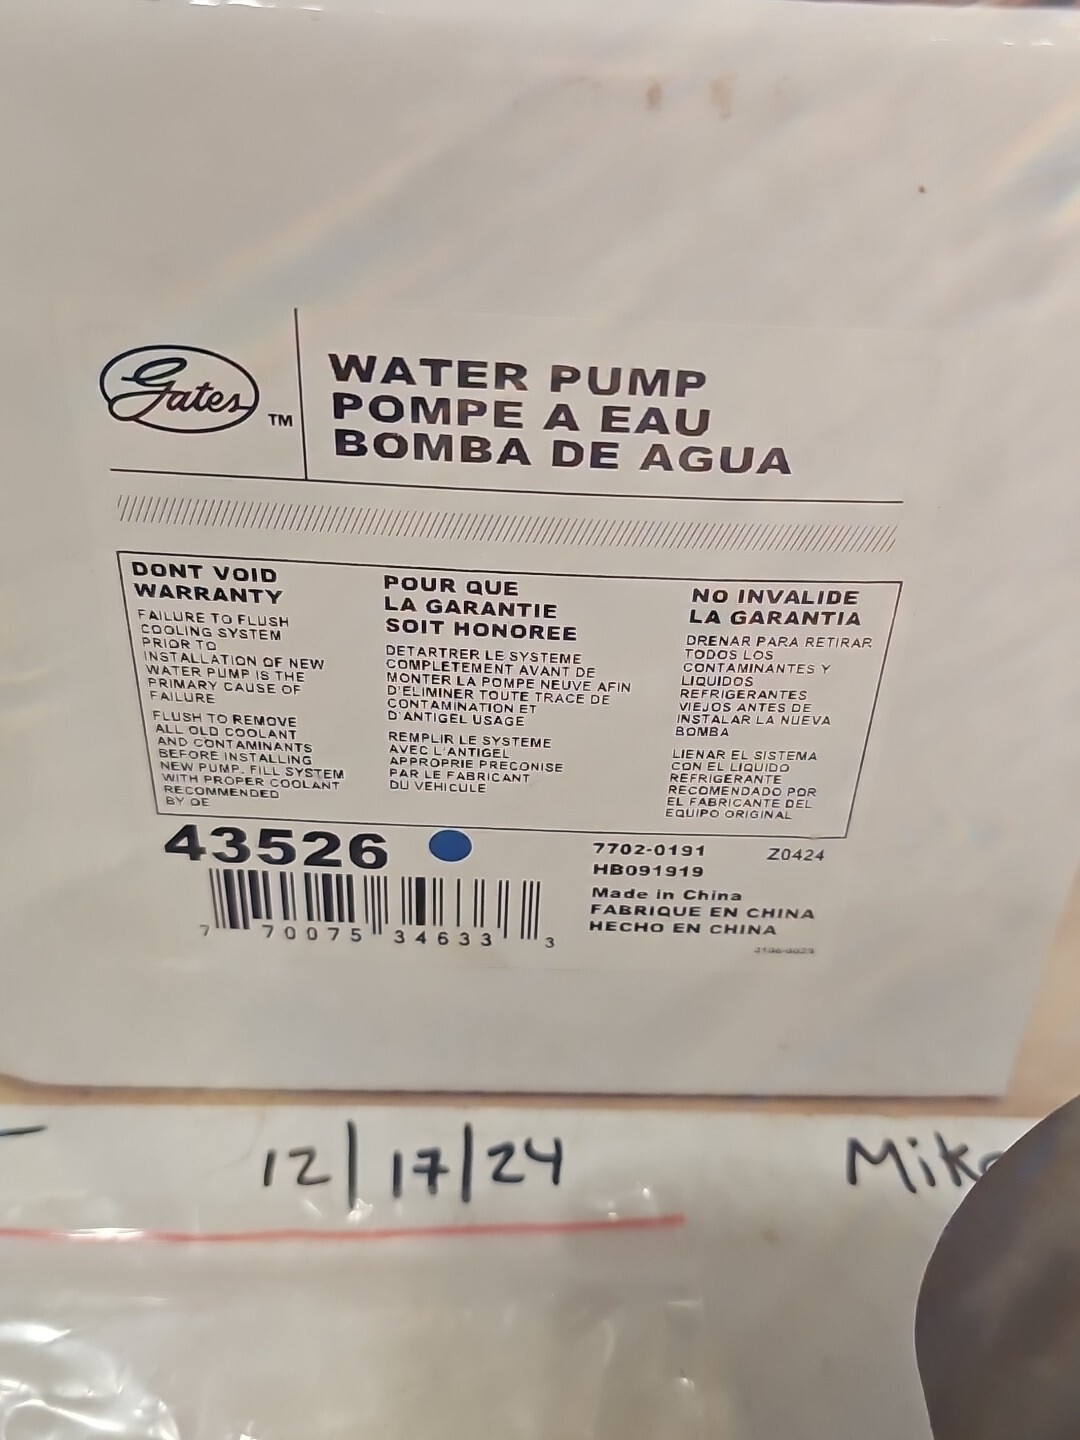 Gates™
WATER PUMP
POMPE A EAU
BOMBA DE AGUA
DONT VOID
WARRANTY
FAILURE TO FLUSH
COOLING SYSTEM
PRIOR TO
INSTALLATION OF NEW
WATER PUMP IS THE
PRIMARY CAUSE OF
FAILURE
FLUSH TO REMOVE
ALL OLD COOLANT
AND CONTAMINANTS
BEFORE INSTALLING
NEW PUMP. FILL SYSTEM
WITH PROPER COOLANT
RECOMMENDED
BY OE
POUR QUE
LA GARANTIE
SOIT HONOREE
DETARTRER LE SYSTEME
COMPLETEMENT AVANT DE
MONTER LA POMPE NEUVE AFIN
D'ELIMINER TOUTE TRACE DE
CONTAMINATION ET
D'ANTIGEL USAGE
REMPLIR LE SYSTEME
AVEC L'ANTIGEL
APPROPRIE PRECONISE
PAR LE FABRICANT
DU VEHICULE
NO INVALIDE
LA GARANTIA
DRENAR PARA RETIRAR
TODOS LOS
CONTAMINANTES Y
LIQUIDOS
REFRIGERANTES
VIEJOS ANTES DE
INSTALAR LA NUEVA
BOMBA
LIENAR EL SISTEMA
CON EL LIQUIDO
REFRIGERANTE
RECOMENDADO POR
EL FABRICANTE DEL
EQUIPO ORIGINAL
43526
7 70075 34633 3
7702-0191 Z0424
HB091919
Made in China
FABRIQUE EN CHINA
HECHO EN CHINA
12/17/24 Mik